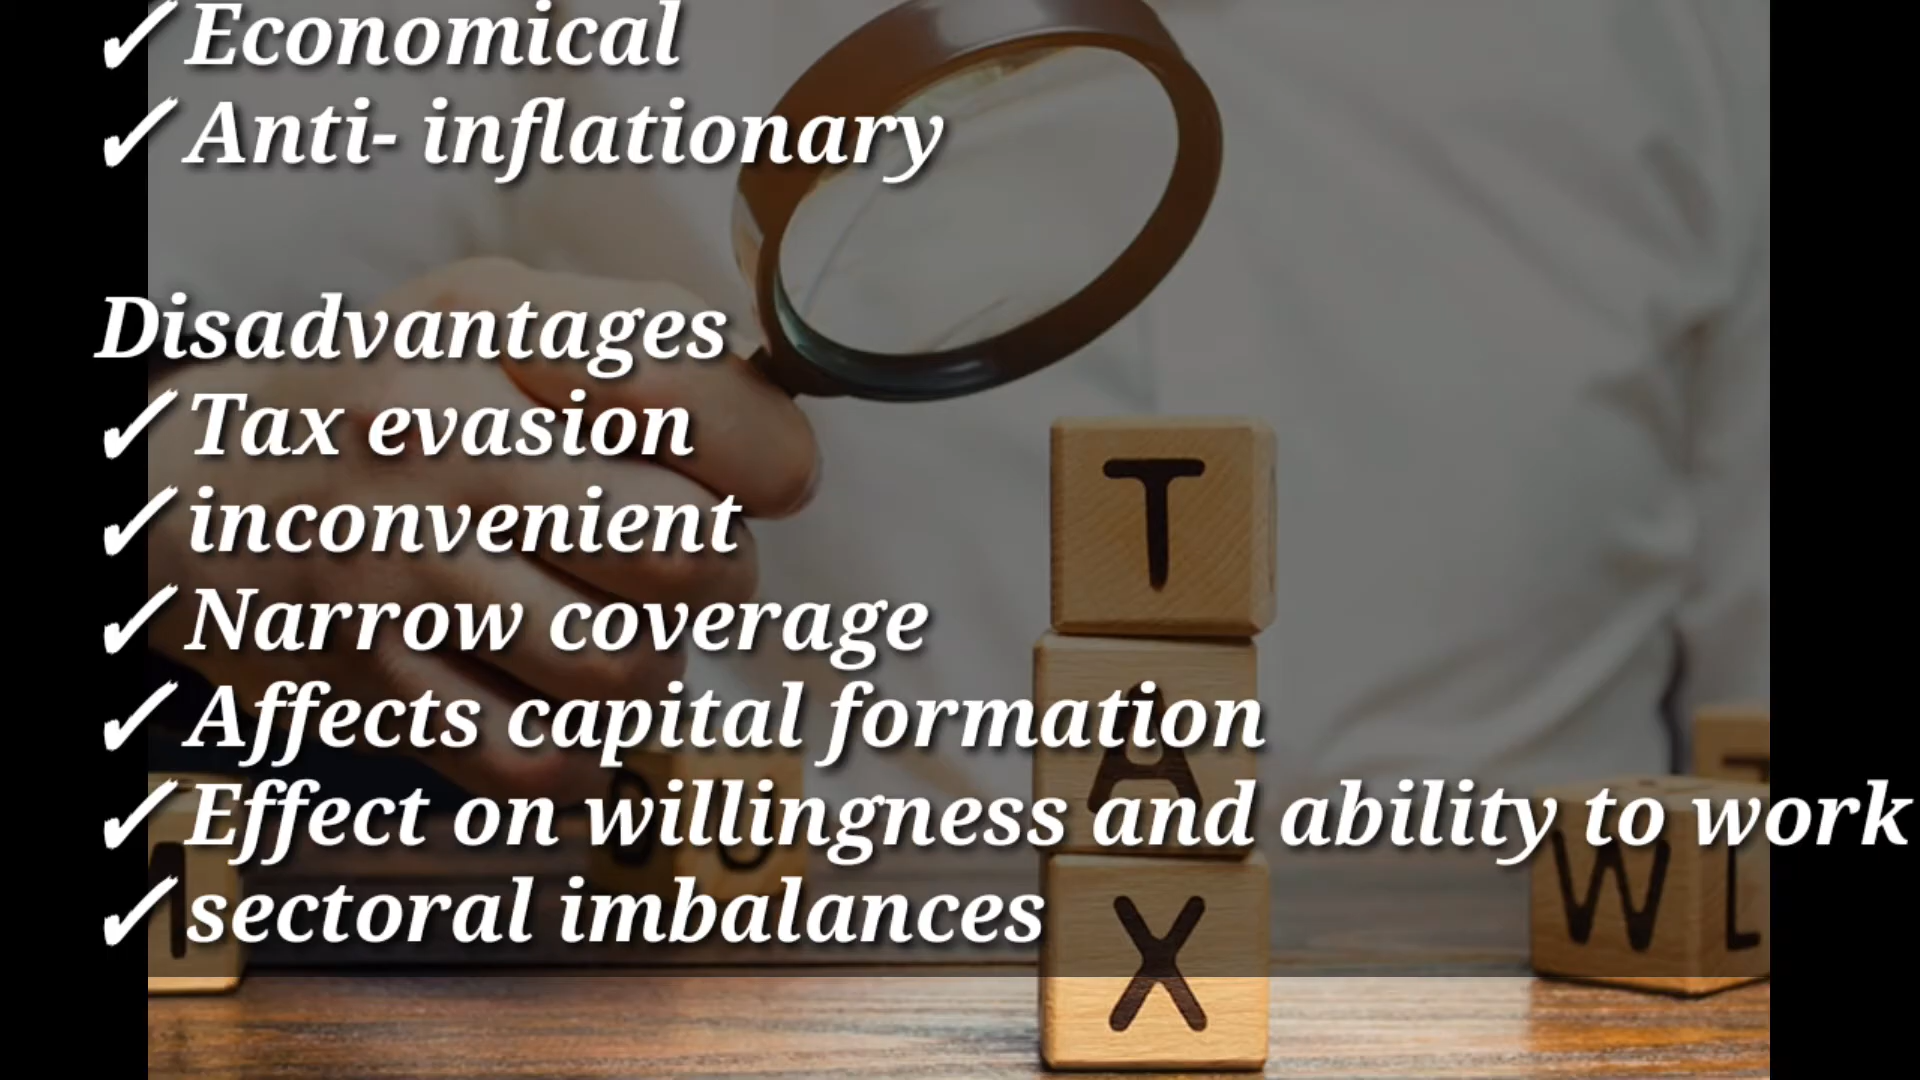 ✓ Economical
✓ Anti- inflationary
Disadvantages
✓ Tax evasion
✓ inconvenient
✓ Narrow coverage
✓ Affects capital formation
✓ Effect on willingness and ability to work
✓ sectoral imbalances
T
A
X
D U
W L